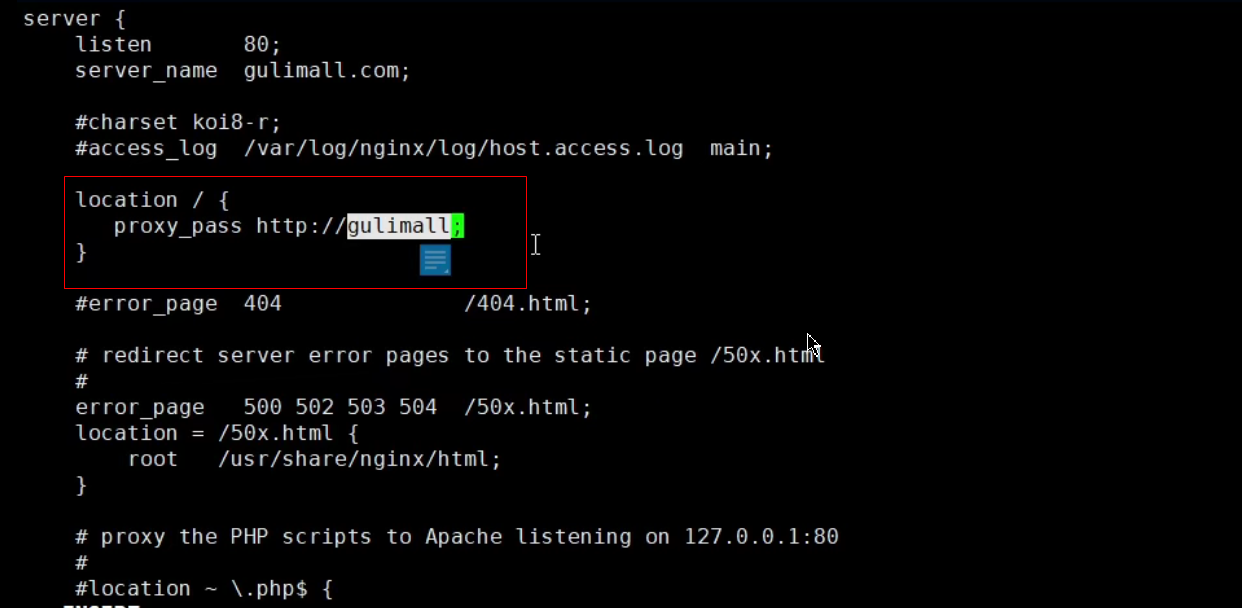 server {
    listen       80;
    server_name  gulimall.com;
    #charset koi8-r;
    #access_log  /var/log/nginx/log/host.access.log  main;
    location / {
       proxy_pass http://gulimall;
    }
    #error_page  404              /404.html;
    # redirect server error pages to the static page /50x.html
    #
    error_page   500 502 503 504  /50x.html;
    location = /50x.html {
        root   /usr/share/nginx/html;
    }
    # proxy the PHP scripts to Apache listening on 127.0.0.1:80
    #
    #location ~ \.php$ {